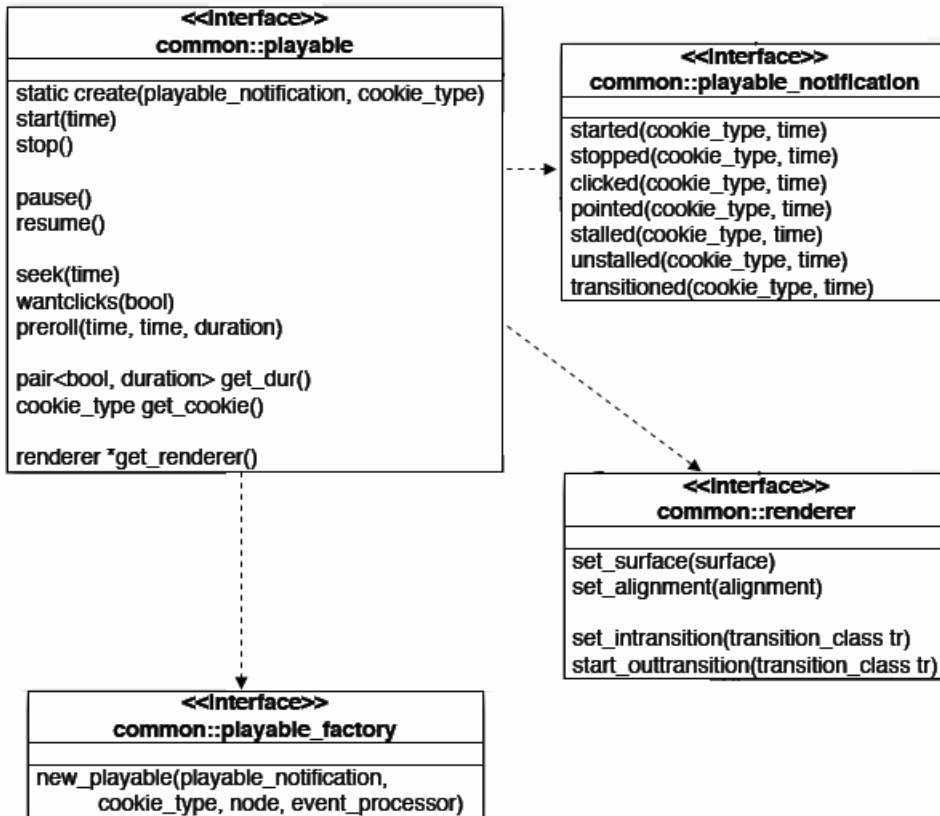 <<Interface>>
common::playable
static create(playable_notification, cookie_type)
start(time)
stop()
pause()
resume()
seek(time)
wantclicks(bool)
preroll(time, time, duration)
pair<bool, duration> get_dur()
cookie_type get_cookie()
renderer *get_renderer()
<<Interface>>
common::playable_notification
started(cookie_type, time)
stopped(cookie_type, time)
clicked(cookie_type, time)
pointed(cookie_type, time)
stalled(cookie_type, time)
unstalled(cookie_type, time)
transitioned(cookie_type, time)
<<Interface>>
common::renderer
set_surface(surface)
set_alignment(alignment)
set_intransition(transition_class tr)
start_outtransition(transition_class tr)
<<Interface>>
common::playable_factory
new_playable(playable_notification,
cookie_type, node, event_processor)